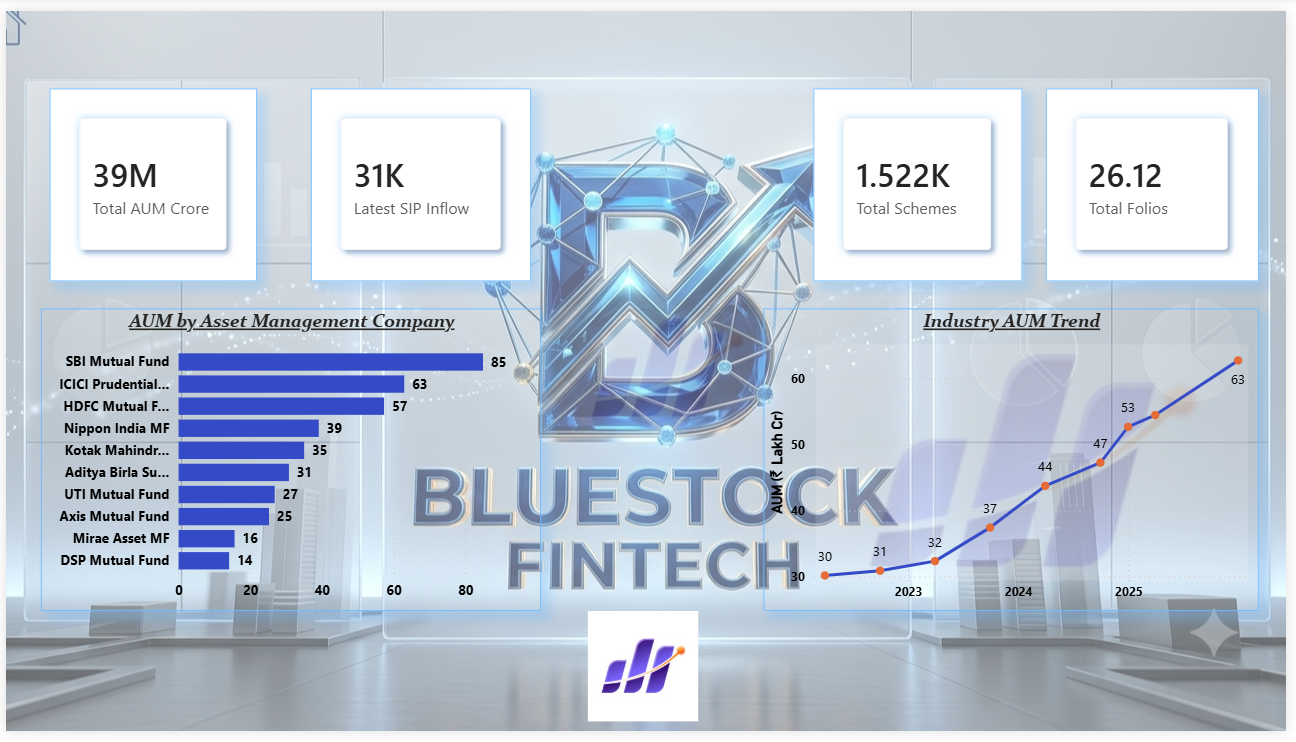 39M
Total AUM Crore
31K
Latest SIP Inflow
1.522K
Total Schemes
26.12
Total Folios
AUM by Asset Management Company
SBI Mutual Fund 85
ICICI Prudential... 63
HDFC Mutual F... 57
Nippon India MF 39
Kotak Mahindr... 35
Aditya Birla Su... 31
UTI Mutual Fund 27
Axis Mutual Fund 25
Mirae Asset MF 16
DSP Mutual Fund 14
0 20 40 60 80
BLUESTOCK
FINTECH
Industry AUM Trend
AUM (₹ Lakh Cr)
60
50
40
30
30 31 32 37 44 47 53 63
2023 2024 2025